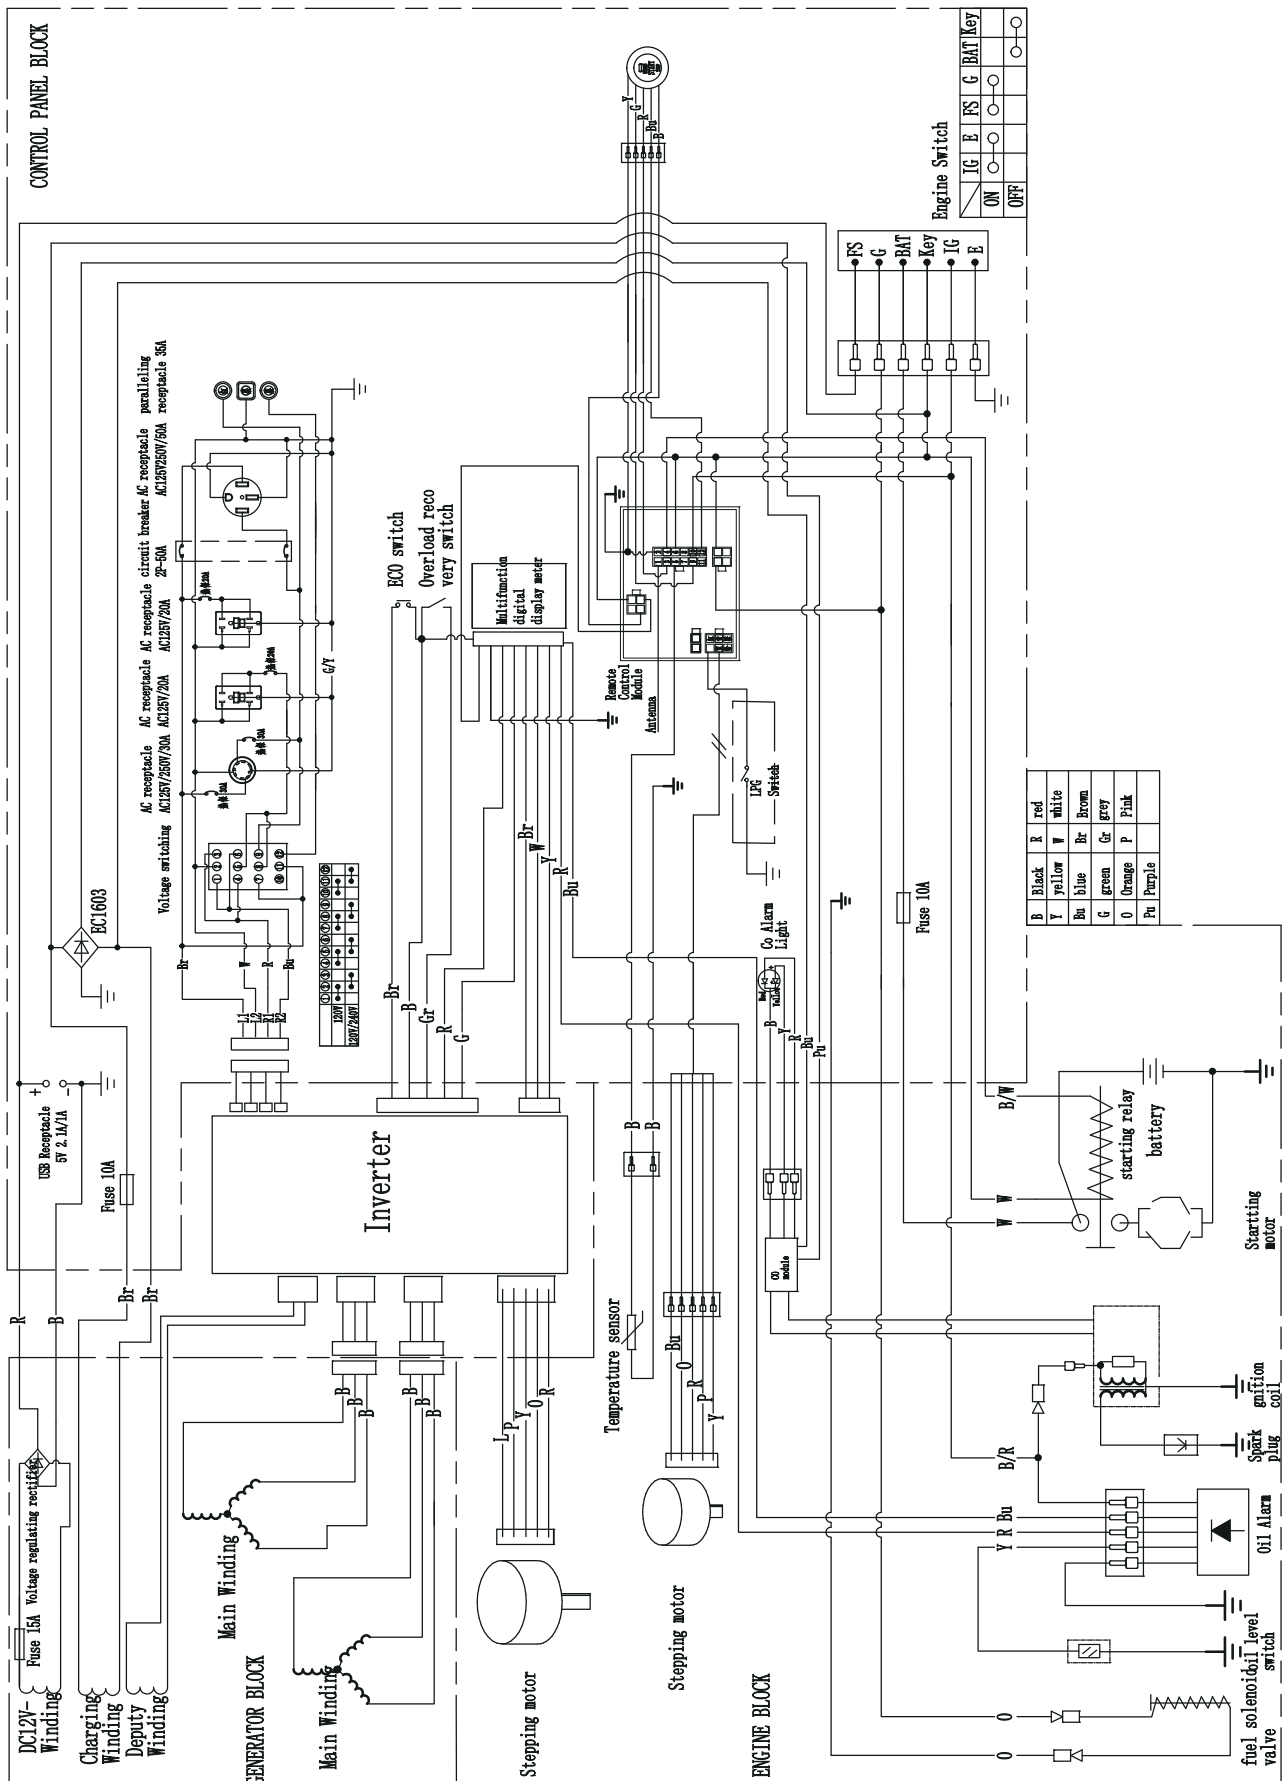 CONTROL PANEL BLOCK
Engine Switch
IG E FS G BAT Key
ON
OFF
Y
G
R
Bu
B
FS
G
BAT
Key
IG
E
AC receptacle
AC125V/250V/30A
AC receptacle
AC125V/20A
AC receptacle
AC125V/20A
circuit breaker
2P-50A
AC receptacle
AC125V250V/50A
paralleling
receptacle 35A
Voltage switching
G/Y
EC1603
Br
W
R
Bu
L1
L2
R1
R2
120V
120V/240V
ECO switch
Overload reco
very switch
Multifunction
digital
display meter
Remote
Control
Module
Antenna
LPG
Switch
Br
B
Gr
R
G
Br
W
Y
R
Bu
Co Alarm
Light
Red
Yellow
B
Y
R
Bu
Pu
Fuse 10A
B Black R red
Y yellow W white
Bu blue Br Brown
G green Gr grey
O Orange P Pink
Pu Purple
USB Receptacle
5V 2.1A/1A
+
-
Fuse 10A
Inverter
B
B
B/W
W
W
starting relay
battery
Startting
motor
CO
module
Temperature sensor
R
B
Br
Br
B
B
B
B
B
B
L
P
Y
O
R
Bu
O
R
P
Y
B/R
Bu
R
Y
gnition
coil
Spark
plug
Oil Alarm
oil level
switch
fuel solenoid
valve
O
O
Fuse 15A
Voltage regulating rectifier
DC12V-
Winding
Charging
Winding
Deputy
Winding
Main Winding
Main Winding
GENERATOR BLOCK
Stepping motor
Stepping motor
ENGINE BLOCK